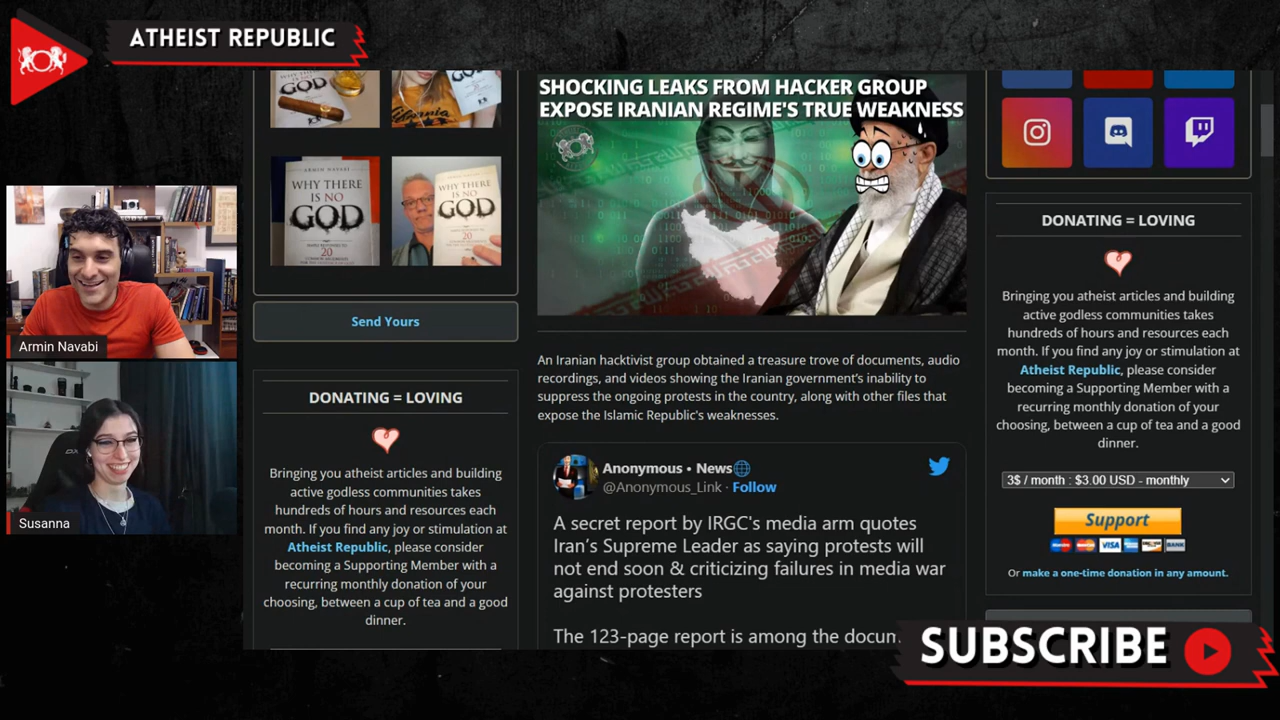 ATHEIST REPUBLIC
Armin Navabi
Susanna
WHY THERE
IS NO
GOD
ARMIN NAVABI
WHY THERE
IS NO
GOD
20
WHY THERE
IS NO
GOD
20
Send Yours
DONATING = LOVING
Bringing you atheist articles and building
active godless communities takes
hundreds of hours and resources each
month. If you find any joy or stimulation at
Atheist Republic, please consider
becoming a Supporting Member with a
recurring monthly donation of your
choosing, between a cup of tea and a good
dinner.
SHOCKING LEAKS FROM HACKER GROUP
EXPOSE IRANIAN REGIME'S TRUE WEAKNESS
An Iranian hacktivist group obtained a treasure trove of documents, audio
recordings, and videos showing the Iranian government's inability to
suppress the ongoing protests in the country, along with other files that
expose the Islamic Republic's weaknesses.
Anonymous • News
@Anonymous_Link · Follow
A secret report by IRGC's media arm quotes
Iran's Supreme Leader as saying protests will
not end soon & criticizing failures in media war
against protesters
The 123-page report is among the docum
DONATING = LOVING
Bringing you atheist articles and building
active godless communities takes
hundreds of hours and resources each
month. If you find any joy or stimulation at
Atheist Republic, please consider
becoming a Supporting Member with a
recurring monthly donation of your
choosing, between a cup of tea and a good
dinner.
3$ / month : $3.00 USD - monthly
Support
VISA
BANK
Or make a one-time donation in any amount.
SUBSCRIBE